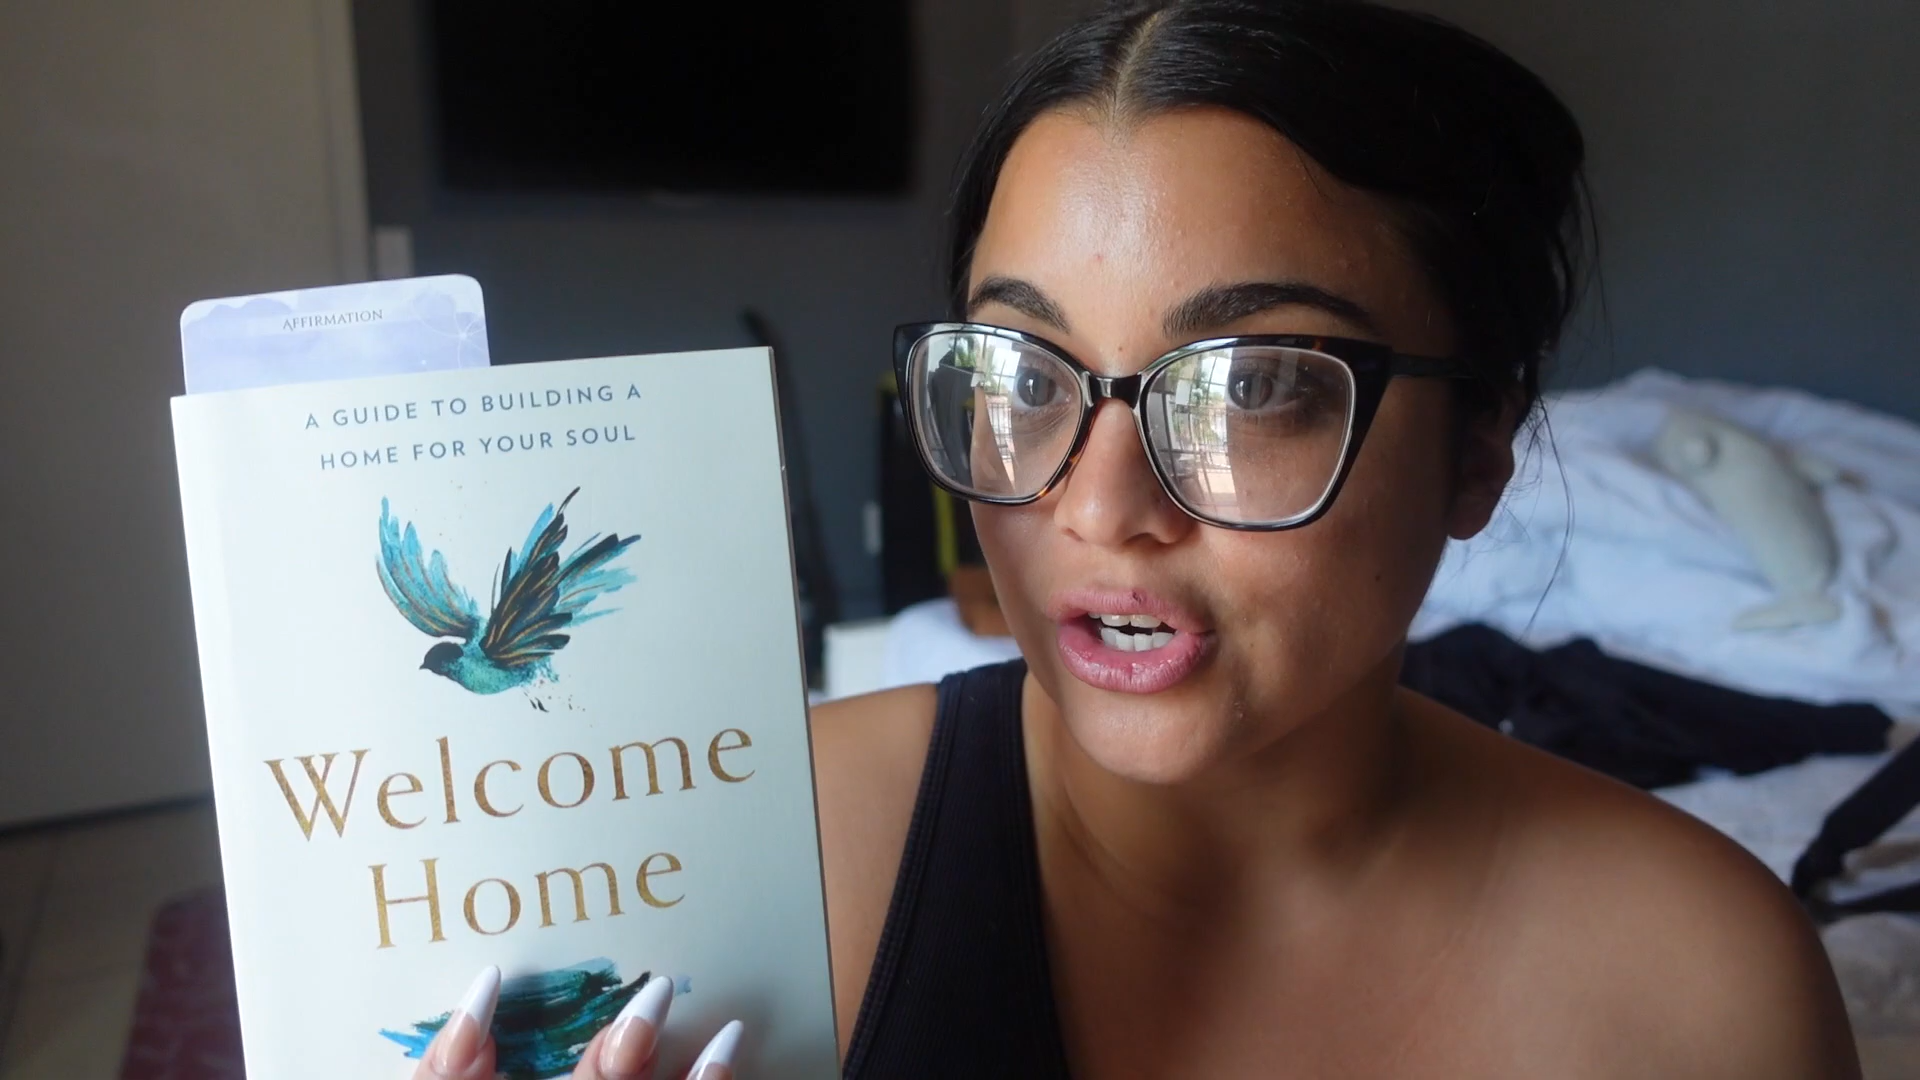 AFFIRMATION
A GUIDE TO BUILDING A
HOME FOR YOUR SOUL
Welcome
Home